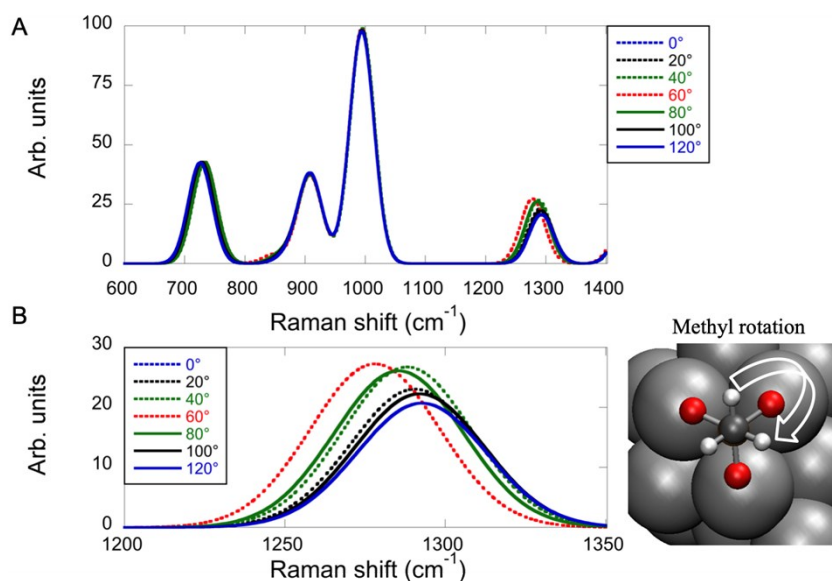 A
Arb. units
100
75
50
25
0
0°
20°
40°
60°
80°
100°
120°
600 700 800 900 1000 1100 1200 1300 1400
Raman shift (cm⁻¹)
B
Arb. units
30
20
10
0
0°
20°
40°
60°
80°
100°
120°
1200 1250 1300 1350
Raman shift (cm⁻¹)
Methyl rotation